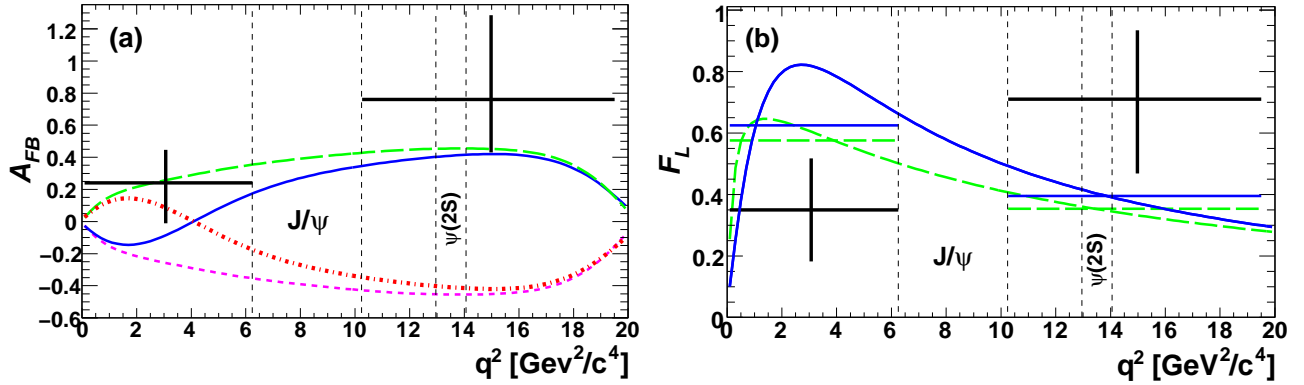 (a)
A_FB
1.2
1
0.8
0.6
0.4
0.2
0
−0.2
−0.4
−0.6
J/ψ
ψ(2S)
0 2 4 6 8 10 12 14 16 18 20
q² [Gev²/c⁴]
(b)
F_L
1
0.8
0.6
0.4
0.2
0
J/ψ
ψ(2S)
0 2 4 6 8 10 12 14 16 18 20
q² [GeV²/c⁴]